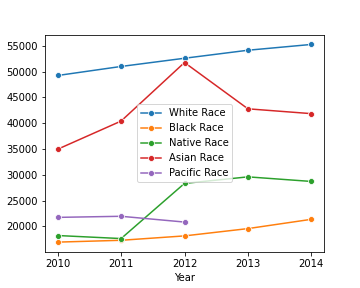 55000
50000
45000
40000
35000
30000
25000
20000
White Race
Black Race
Native Race
Asian Race
Pacific Race
2010 2011 2012 2013 2014
Year